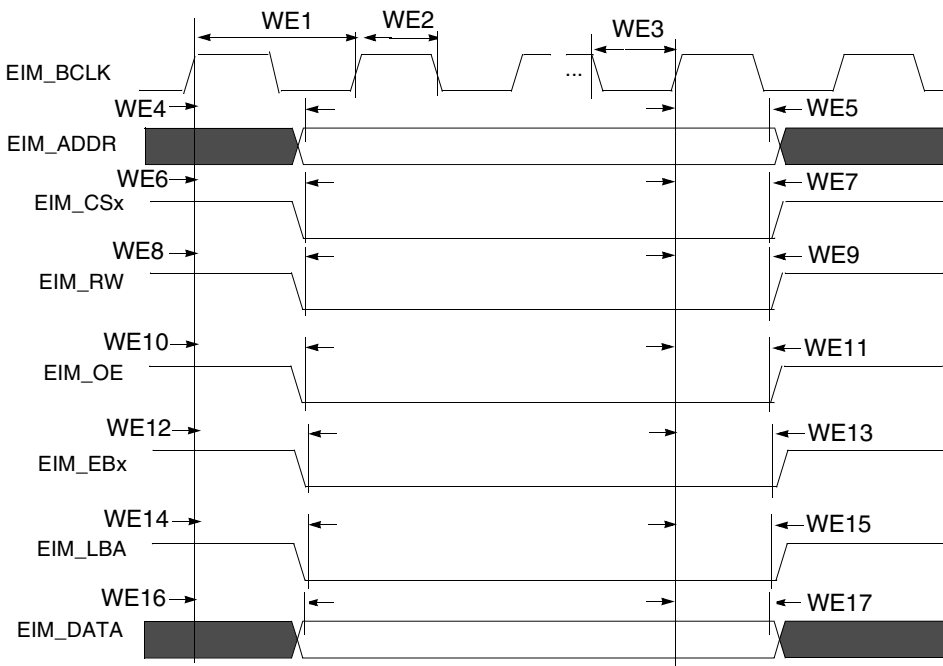 WE1
WE2
WE3
EIM_BCLK
...
WE4
WE5
EIM_ADDR
WE6
WE7
EIM_CSx
WE8
WE9
EIM_RW
WE10
WE11
EIM_OE
WE12
WE13
EIM_EBx
WE14
WE15
EIM_LBA
WE16
WE17
EIM_DATA